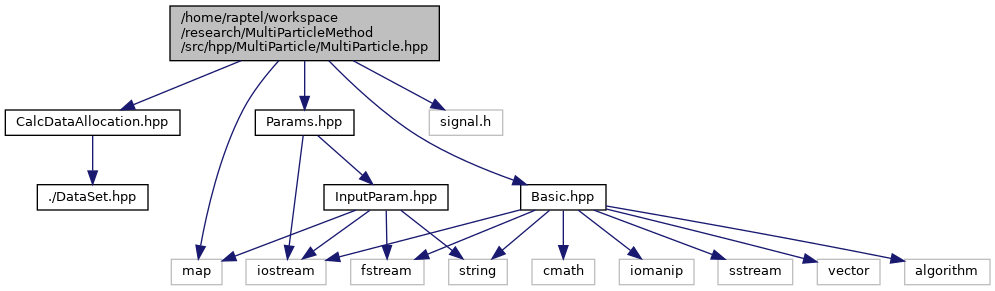 /home/raptel/workspace
/research/MultiParticleMethod
/src/hpp/MultiParticle/MultiParticle.hpp
CalcDataAllocation.hpp
Params.hpp
signal.h
./DataSet.hpp
InputParam.hpp
Basic.hpp
map
iostream
fstream
string
cmath
iomanip
sstream
vector
algorithm